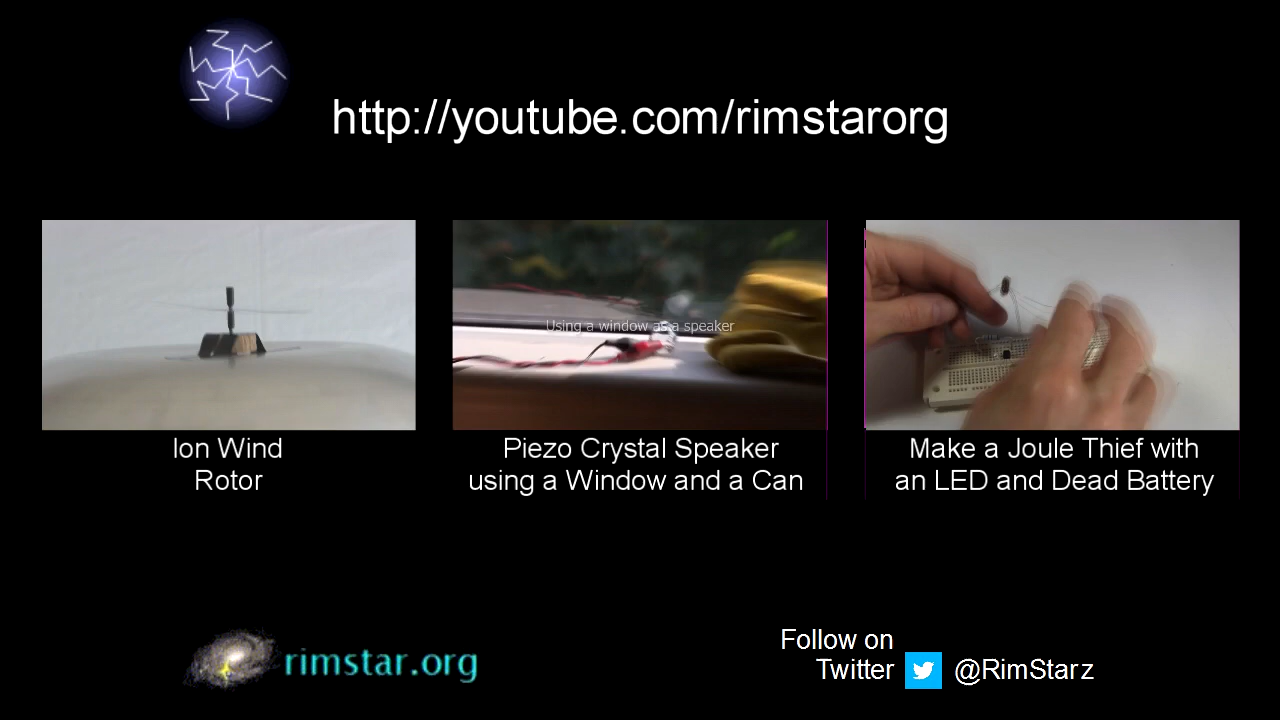 http://youtube.com/rimstarorg
Using a window as a speaker
Ion Wind
Rotor
Piezo Crystal Speaker
using a Window and a Can
Make a Joule Thief with
an LED and Dead Battery
rimstar.org
Follow on
Twitter @RimStarz